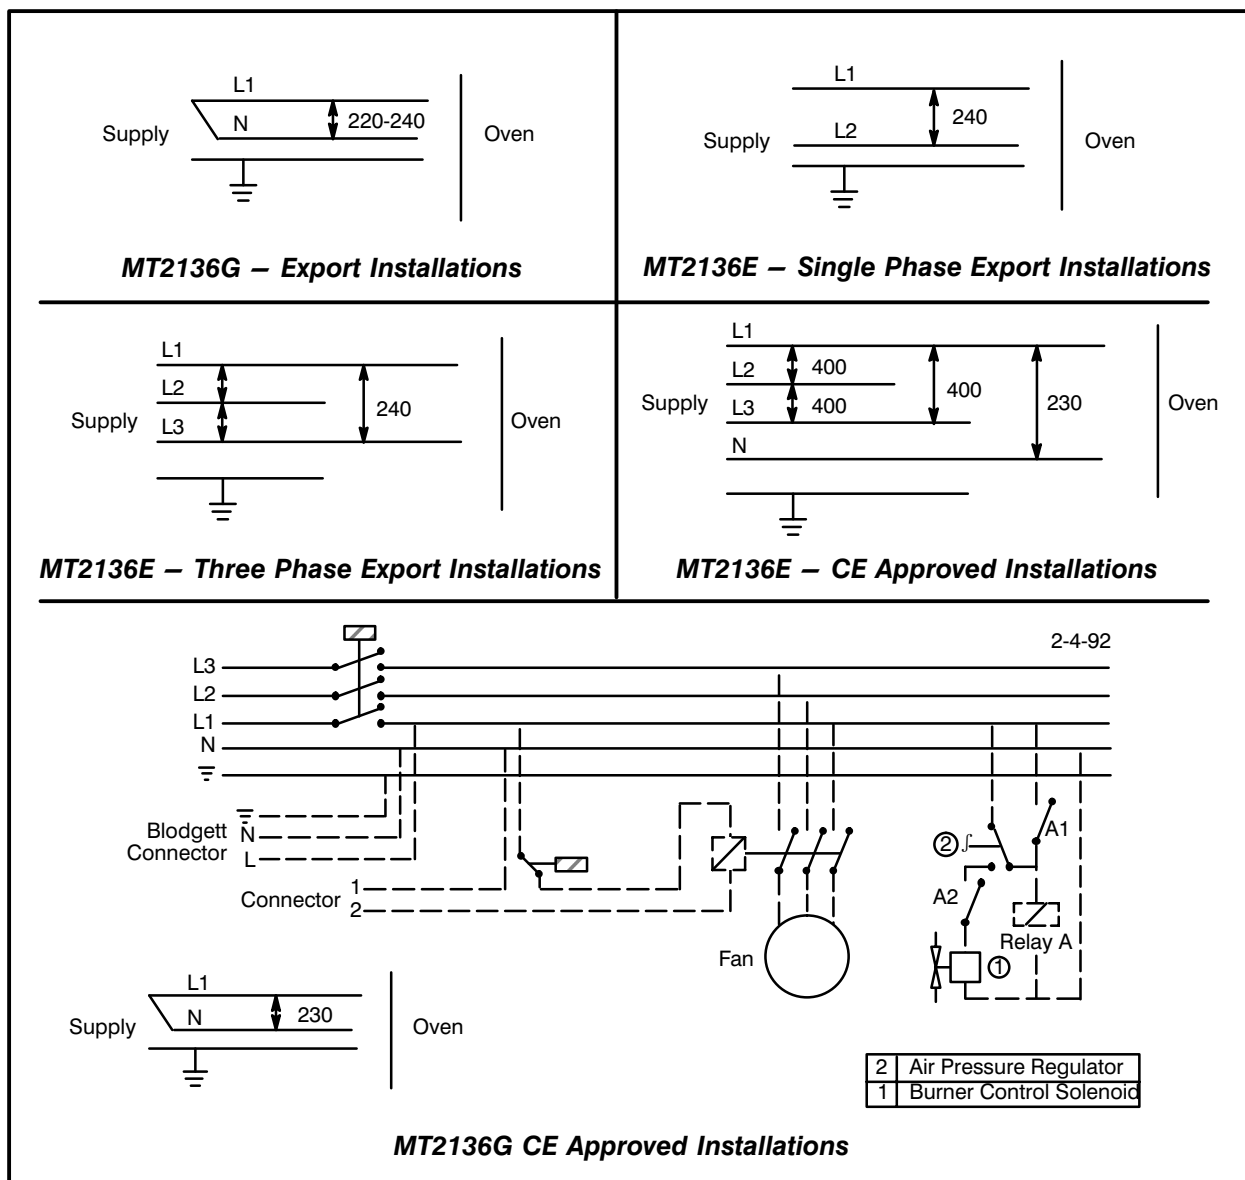 L1
Supply
N
220-240
Oven
MT2136G – Export Installations
L1
Supply
L2
240
Oven
MT2136E – Single Phase Export Installations
L1
L2
Supply
L3
240
Oven
MT2136E – Three Phase Export Installations
L1
L2
400
Supply
L3
400
400
230
Oven
N
MT2136E – CE Approved Installations
2-4-92
L3
L2
L1
N
Blodgett
Connector
N
L
Connector
1
2
Fan
2
A1
A2
Relay A
1
L1
Supply
N
230
Oven
2 Air Pressure Regulator
1 Burner Control Solenoid
MT2136G CE Approved Installations